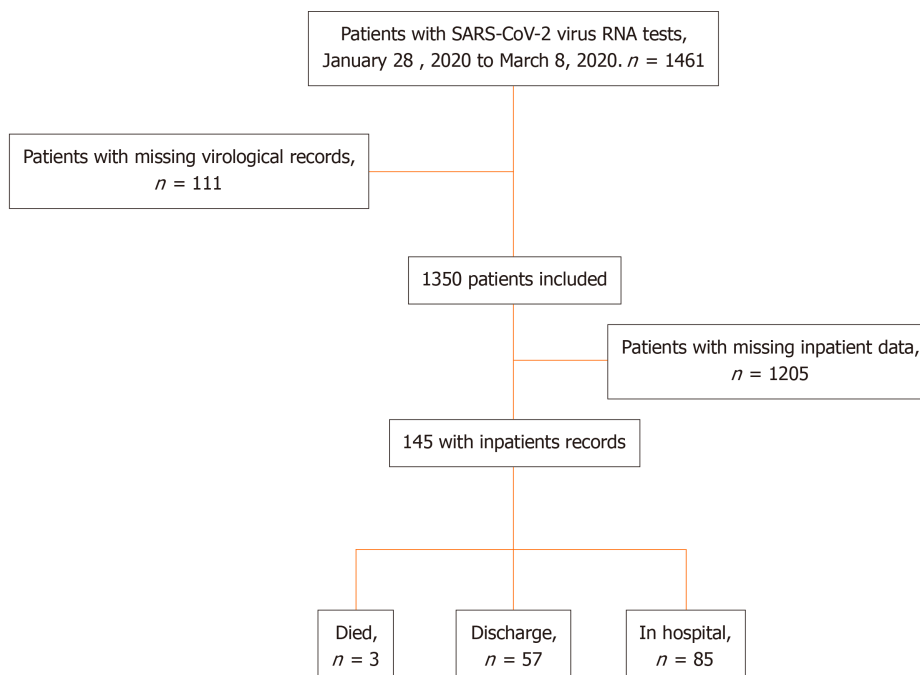 Patients with SARS-CoV-2 virus RNA tests,
January 28 , 2020 to March 8, 2020. n = 1461
Patients with missing virological records,
n = 111
1350 patients included
Patients with missing inpatient data,
n = 1205
145 with inpatients records
Died,
n = 3
Discharge,
n = 57
In hospital,
n = 85